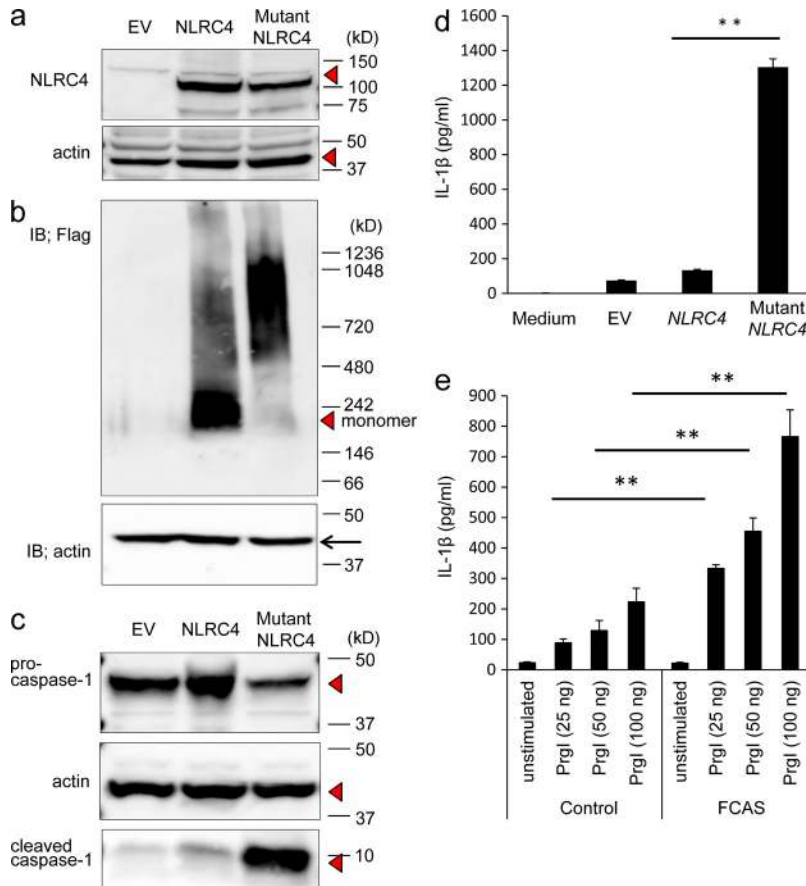 a
EV NLRC4 Mutant NLRC4 (kD)
NLRC4
150
100
75
actin
50
37
b
IB; Flag
(kD)
1236
1048
720
480
242
monomer
146
66
IB; actin
50
37
c
EV NLRC4 Mutant NLRC4 (kD)
pro-
caspase-1
50
37
actin
50
37
cleaved
caspase-1
10
d
**
IL-1β (pg/ml)
1600
1400
1200
1000
800
600
400
200
0
Medium EV NLRC4 Mutant
NLRC4
e
**
**
**
IL-1β (pg/ml)
900
800
700
600
500
400
300
200
100
0
unstimulated
PrgI (25 ng)
PrgI (50 ng)
PrgI (100 ng)
unstimulated
PrgI (25 ng)
PrgI (50 ng)
PrgI (100 ng)
Control FCAS